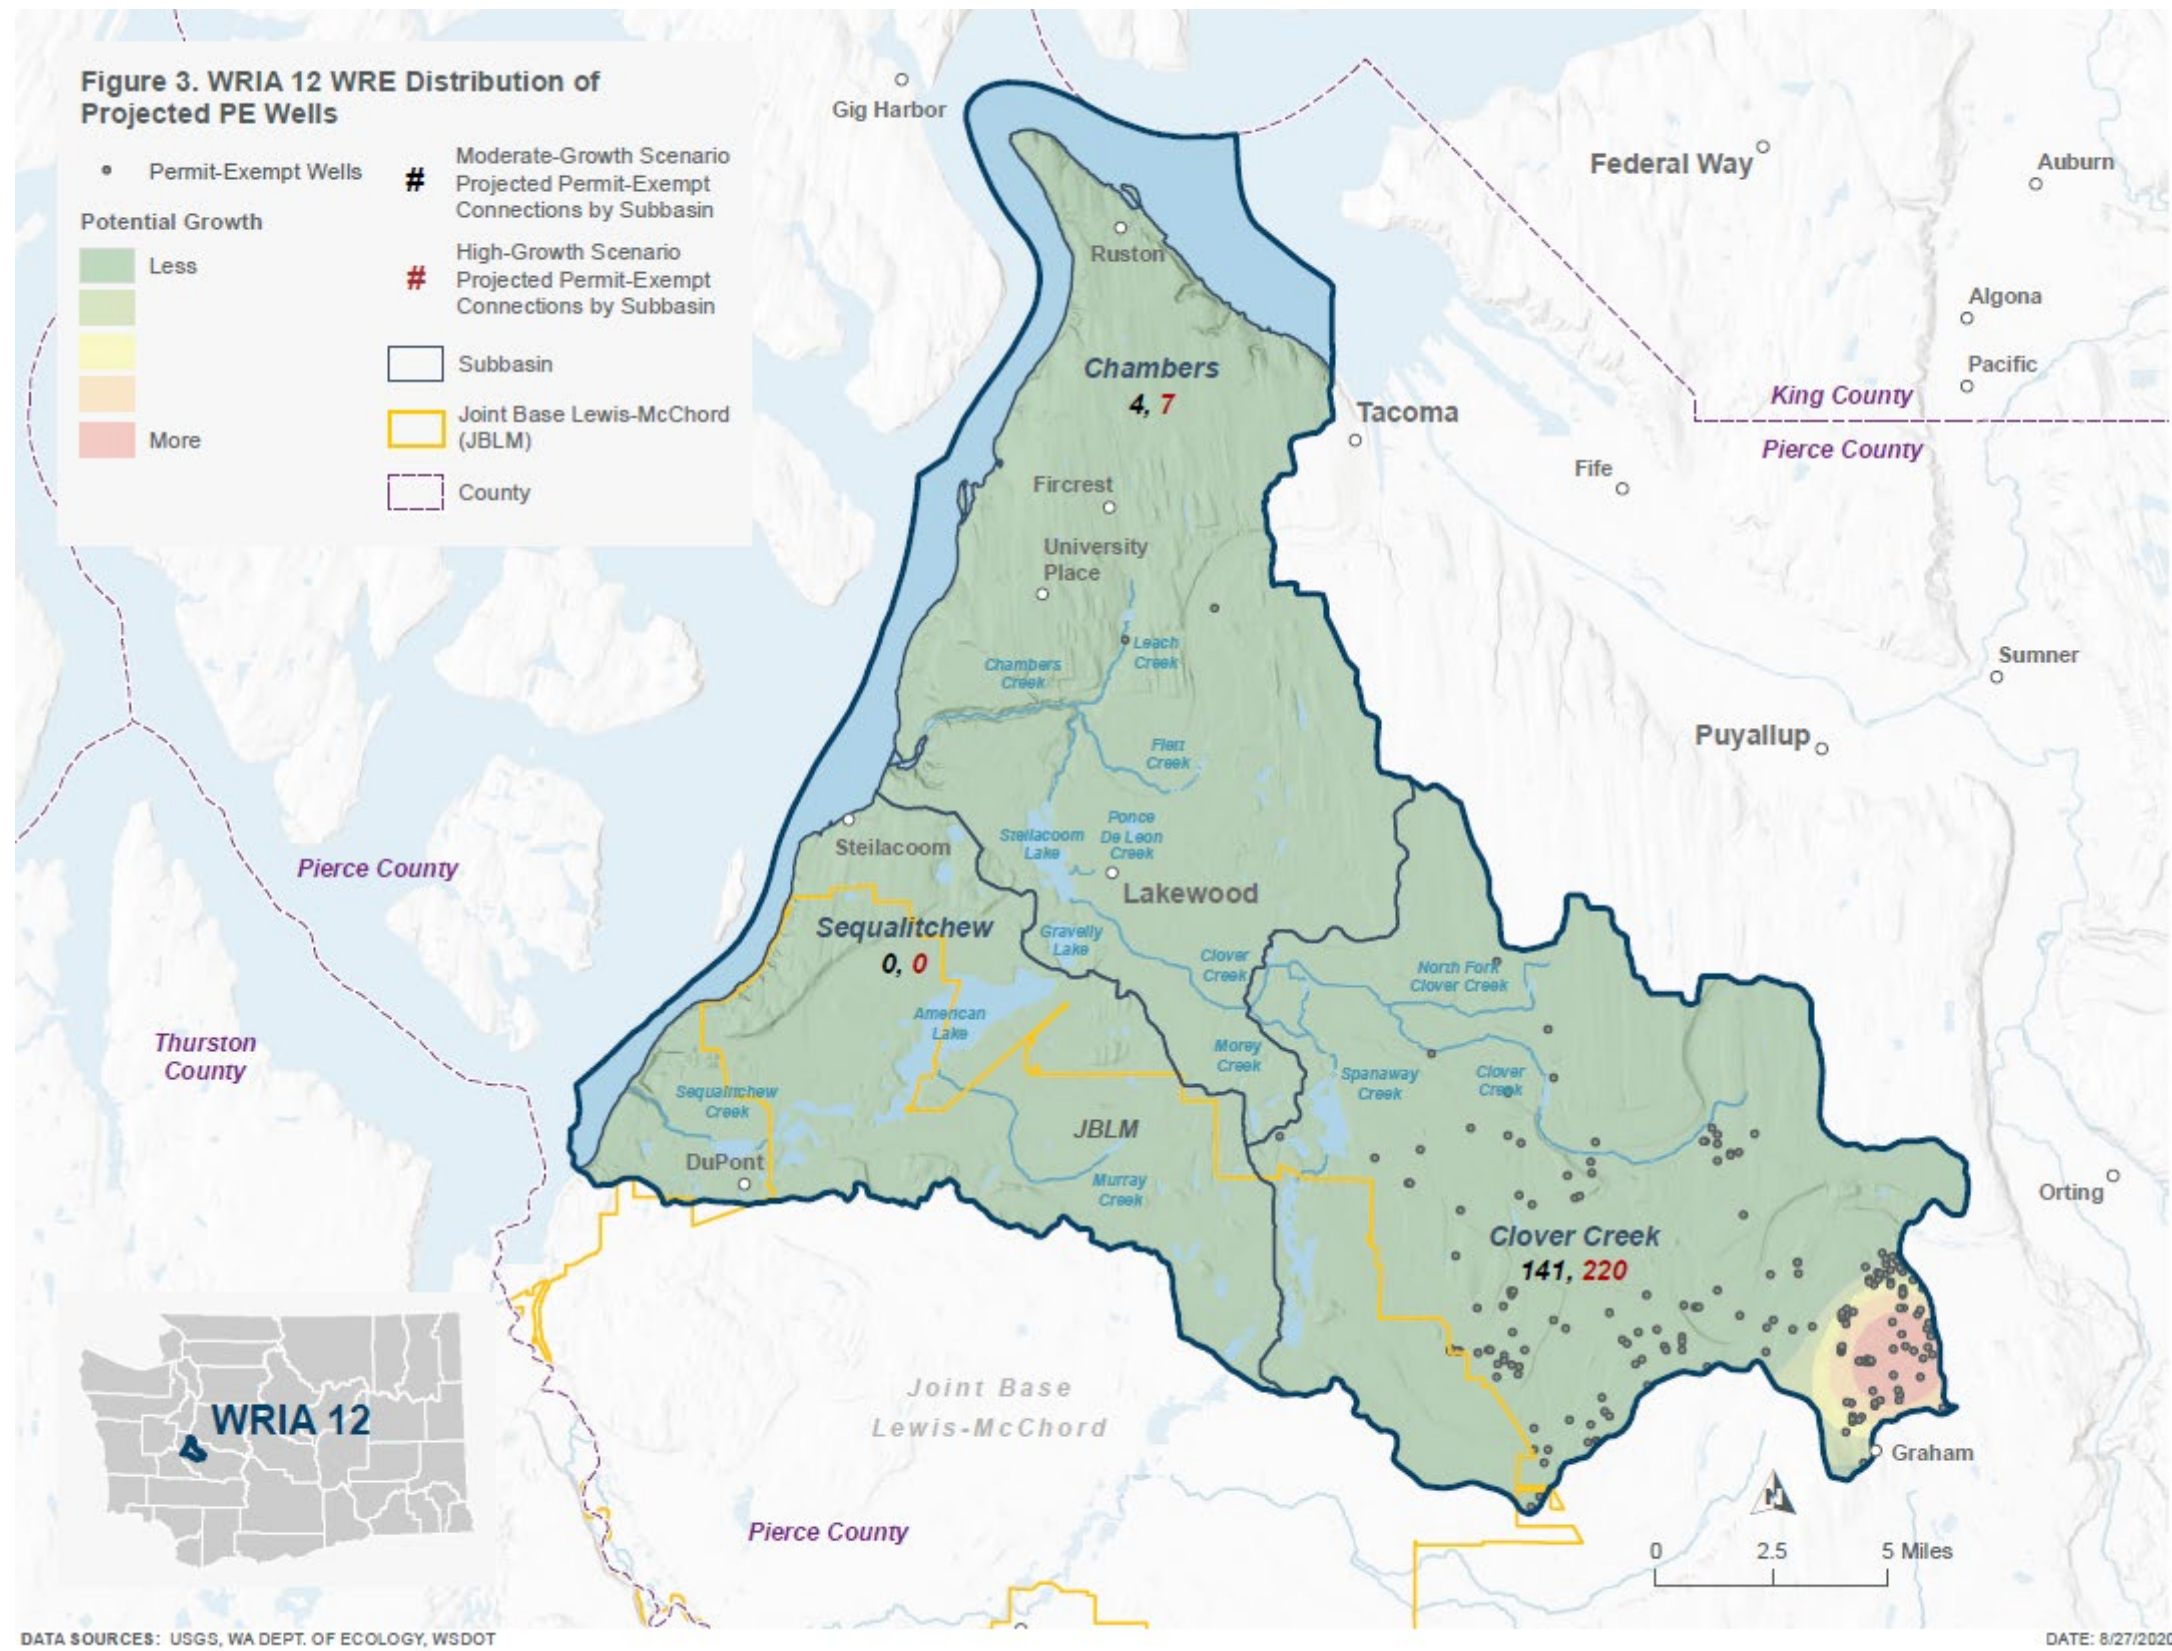 Figure 3. WRIA 12 WRE Distribution of
Projected PE Wells
Permit-Exempt Wells
Potential Growth
Less
More
#
Moderate-Growth Scenario
Projected Permit-Exempt
Connections by Subbasin
#
High-Growth Scenario
Projected Permit-Exempt
Connections by Subbasin
Subbasin
Joint Base Lewis-McChord
(JBLM)
County
Gig Harbor
Federal Way
Auburn
Ruston
Algona
Pacific
Chambers
4, 7
King County
Pierce County
Tacoma
Fife
Fircrest
University
Place
Leach
Creek
Chambers
Creek
Sumner
Puyallup
Flett
Creek
Ponce
De Leon
Creek
Steilacoom
Lake
Steilacoom
Lakewood
Pierce County
Sequalitchew
0, 0
Gravelly
Lake
Clover
Creek
North Fork
Clover Creek
American
Lake
Thurston
County
Morey
Creek
Spanaway
Creek
Clover
Creek
Sequalitchew
Creek
JBLM
DuPont
Murray
Creek
Orting
Clover Creek
141, 220
Joint Base
Lewis-McChord
WRIA 12
Graham
N
Pierce County
0 2.5 5 Miles
DATA SOURCES: USGS, WA DEPT. OF ECOLOGY, WSDOT
DATE: 8/27/2020